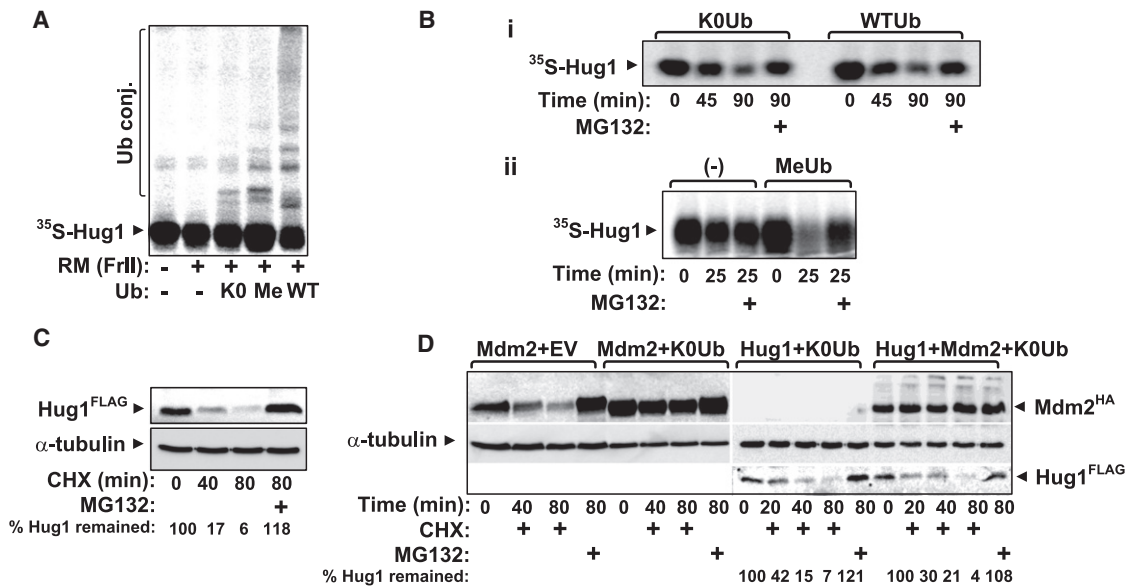 A
Ub conj.
35S-Hug1
RM (FrII): - + + + +
Ub: - - K0 Me WT
B
i
K0Ub WTUb
35S-Hug1
Time (min): 0 45 90 90 0 45 90 90
MG132: + +
ii
(-) MeUb
35S-Hug1
Time (min): 0 25 25 0 25 25
MG132: + +
C
Hug1FLAG
α-tubulin
CHX (min): 0 40 80 80
MG132: +
% Hug1 remained: 100 17 6 118
D
Mdm2+EV Mdm2+K0Ub Hug1+K0Ub Hug1+Mdm2+K0Ub
Mdm2HA
α-tubulin
Hug1FLAG
Time (min): 0 40 80 80 0 40 80 80 0 20 40 80 80 0 20 40 80 80
CHX: + + + + + + + + + +
MG132: + + + +
% Hug1 remained: 100 42 15 7 121 100 30 21 4 108